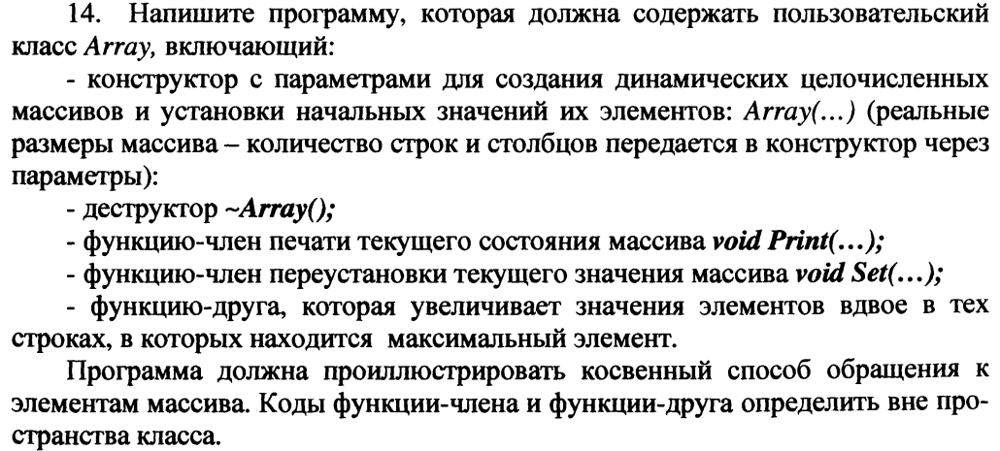 14. Напишите программу, которая должна содержать пользовательский
класс Array, включающий:
- конструктор с параметрами для создания динамических целочисленных
массивов и установки начальных значений их элементов: Array(…) (реальные
размеры массива – количество строк и столбцов передается в конструктор через
параметры):
- деструктор ~Array();
- функцию-член печати текущего состояния массива void Print(…);
- функцию-член переустановки текущего значения массива void Set(…);
- функцию-друга, которая увеличивает значения элементов вдвое в тех
строках, в которых находится максимальный элемент.
Программа должна проиллюстрировать косвенный способ обращения к
элементам массива. Коды функции-члена и функции-друга определить вне про-
странства класса.